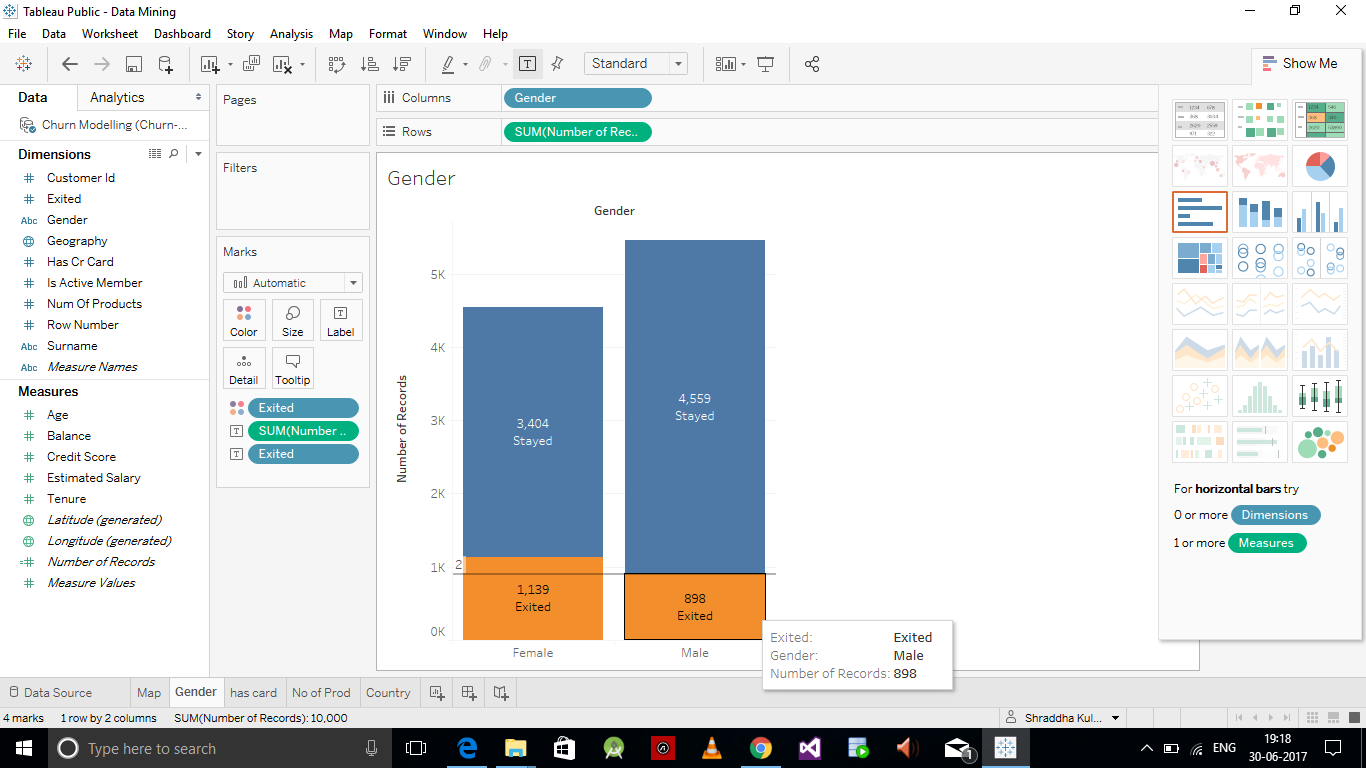 Tableau Public - Data Mining
File Data Worksheet Dashboard Story Analysis Map Format Window Help
Standard
Show Me
Data Analytics
Churn Modelling (Churn-...
Dimensions
Customer Id
Exited
Abc Gender
Geography
Has Cr Card
Is Active Member
Num Of Products
Row Number
Abc Surname
Abc Measure Names
Measures
Age
Balance
Credit Score
Estimated Salary
Tenure
Latitude (generated)
Longitude (generated)
Number of Records
Measure Values
Pages
Filters
Marks
Automatic
Color Size Label
Detail Tooltip
Exited
SUM(Number ..
Exited
Columns Gender
Rows SUM(Number of Rec..
Gender
Gender
Number of Records
5K
4K
3K
2K
1K
0K
2
3,404
Stayed
1,139
Exited
4,559
Stayed
898
Exited
Female Male
Exited: Exited
Gender: Male
Number of Records: 898
For horizontal bars try
0 or more Dimensions
1 or more Measures
Data Source Map Gender has card No of Prod Country
4 marks 1 row by 2 columns SUM(Number of Records): 10,000
Shraddha Kul...
Type here to search
1
ENG
19:18
30-06-2017